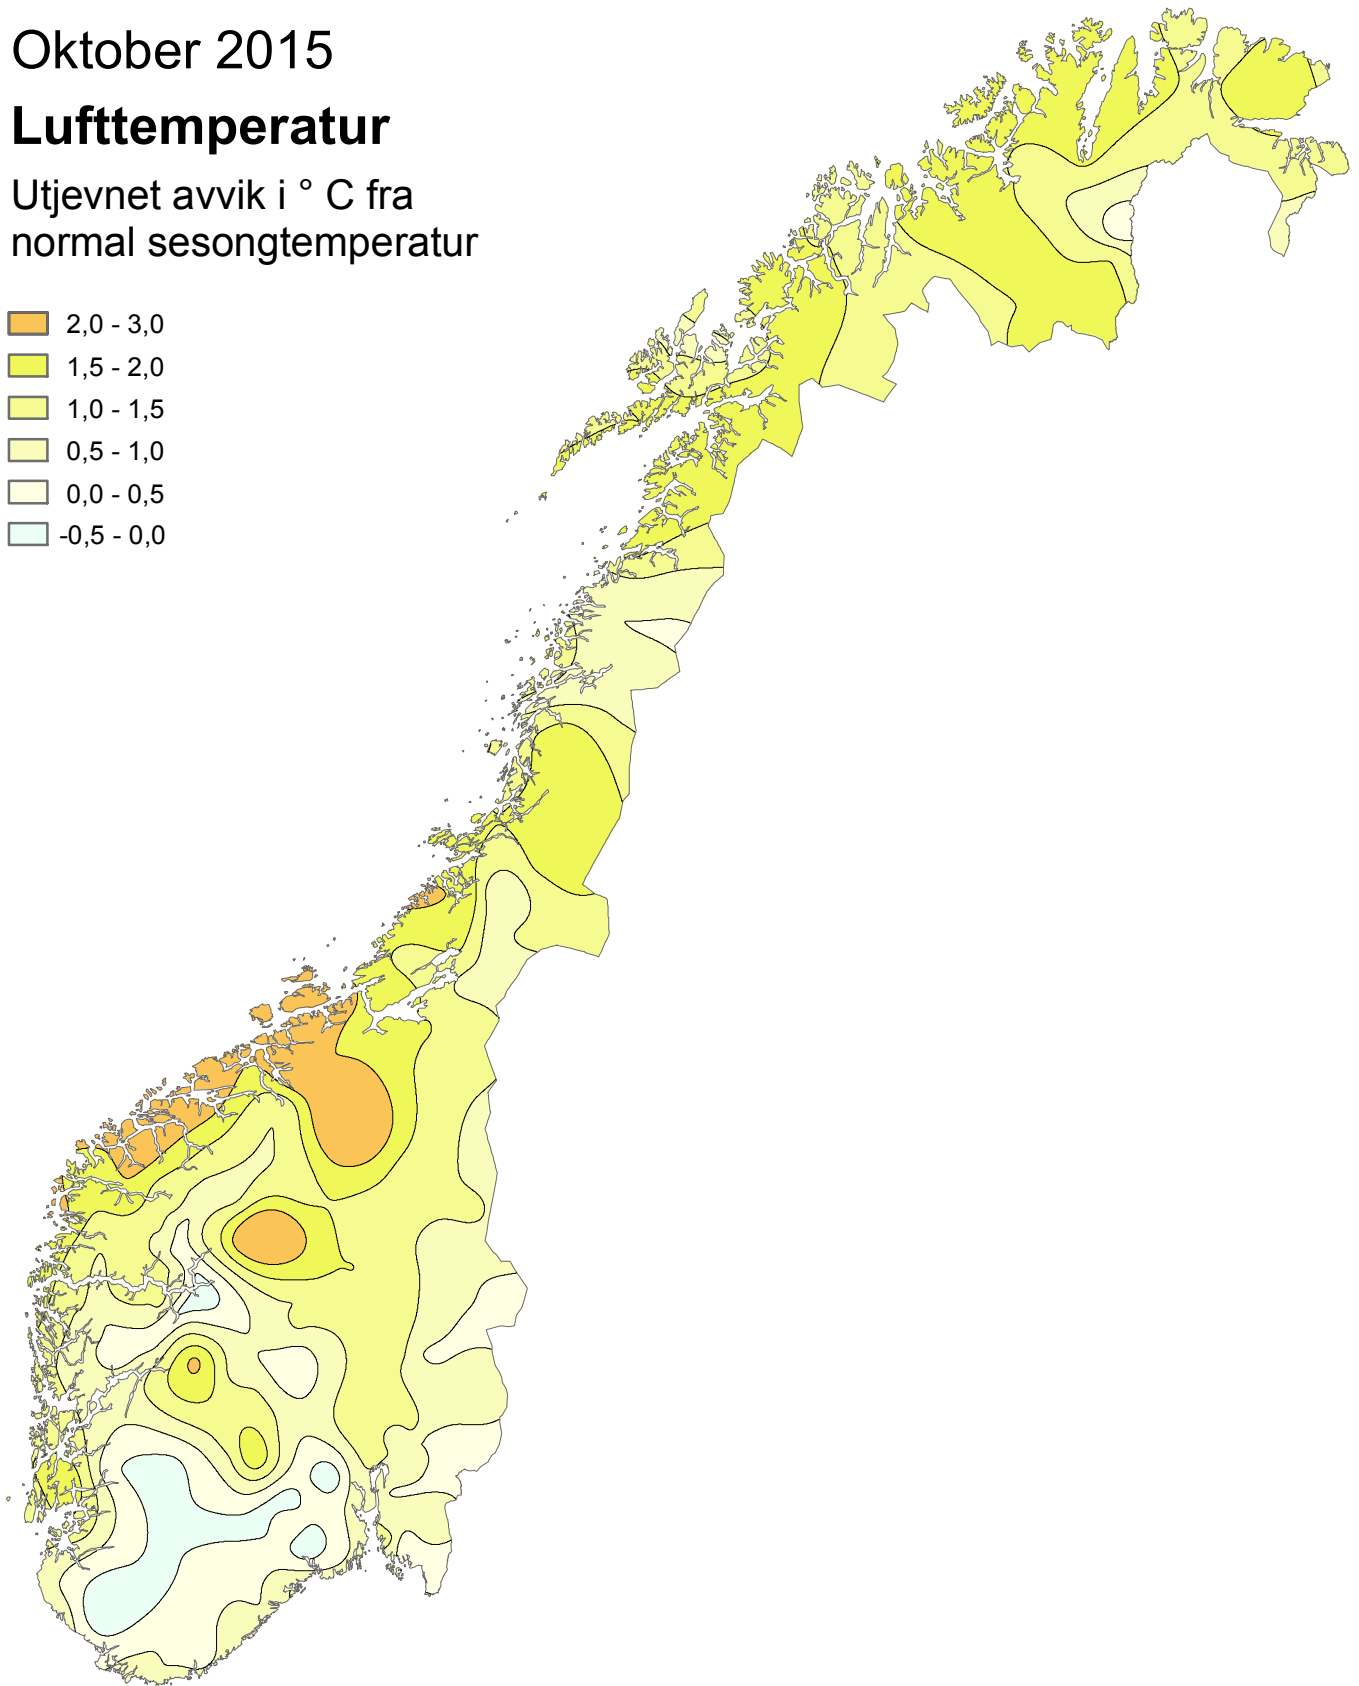 Oktober 2015
Lufttemperatur
Utjevnet avvik i ° C fra
normal sesongtemperatur
2,0 - 3,0
1,5 - 2,0
1,0 - 1,5
0,5 - 1,0
0,0 - 0,5
-0,5 - 0,0